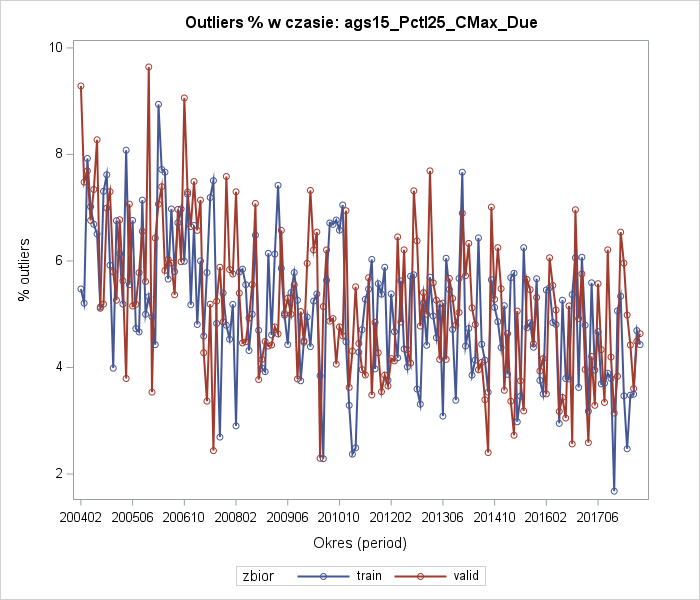 Outliers % w czasie: ags15_Pctl25_CMax_Due
10
8
6
4
2
% outliers
200402 200506 200610 200802 200906 201010 201202 201306 201410 201602 201706
Okres (period)
zbior train valid